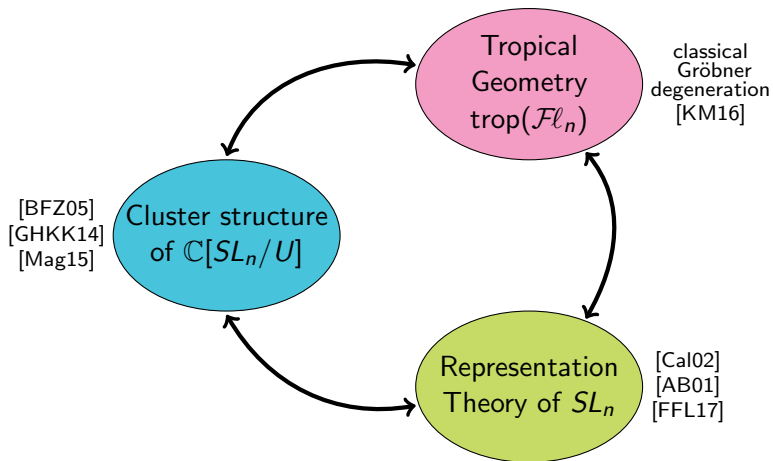 Tropical
Geometry
trop(𝓕ℓₙ)
classical
Gröbner
degeneration
[KM16]
[BFZ05]
[GHKK14]
[Mag15]
Cluster structure
of ℂ[SLₙ/U]
Representation
Theory of SLₙ
[Cal02]
[AB01]
[FFL17]